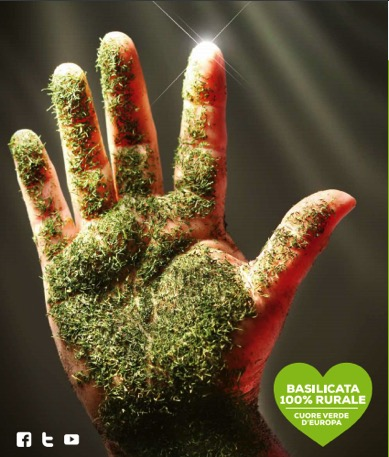 BASILICATA
100% RURALE
CUORE VERDE
D'EUROPA